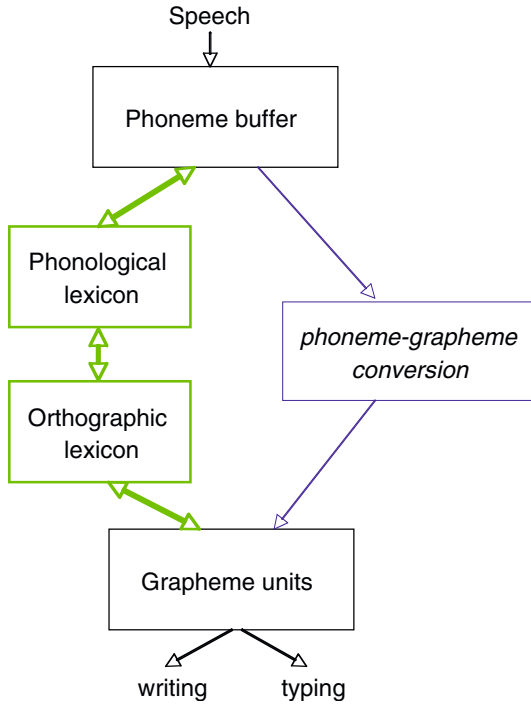 Speech
Phoneme buffer
Phonological
lexicon
phoneme-grapheme
conversion
Orthographic
lexicon
Grapheme units
writing typing